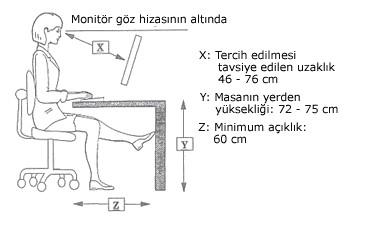 Monitör göz hizasının altında
X
X: Tercih edilmesi
tavsiye edilen uzaklık
46 - 76 cm
Y: Masanın yerden
yüksekliği: 72 - 75 cm
Z: Minimum açıklık:
60 cm
Y
Z